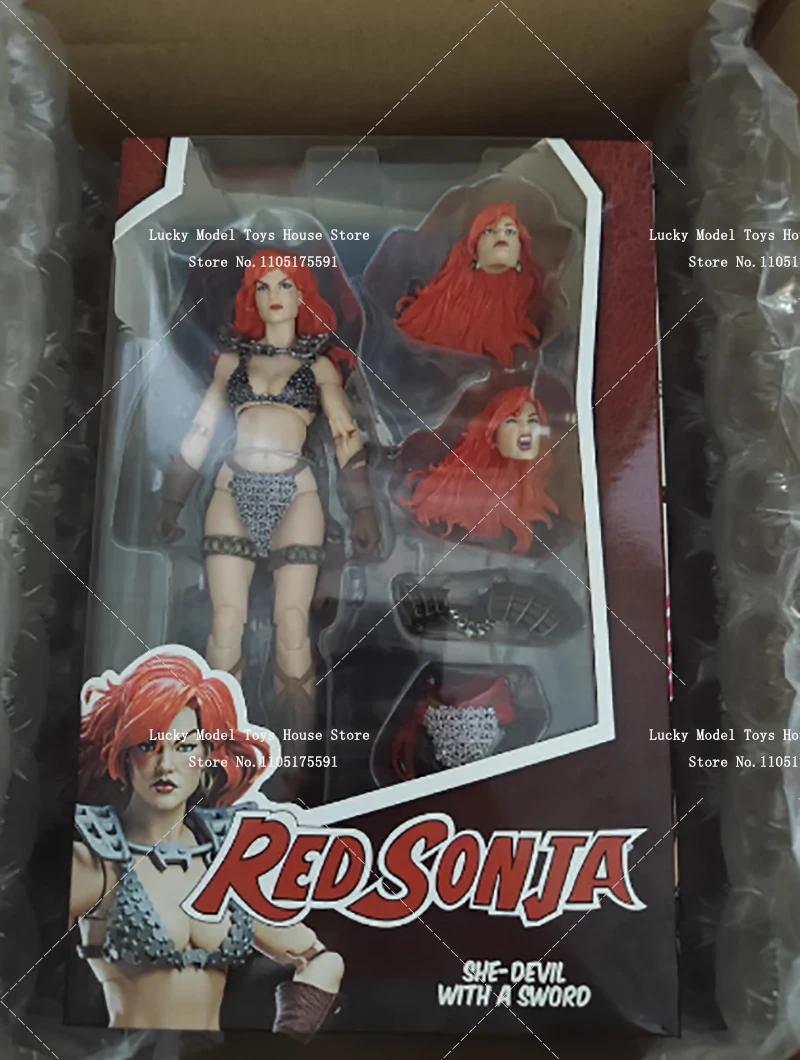 Lucky Model Toys House Store
Lucky Model Toys Ho
Store No.1105175591
Store No.11051
Lucky Model Toys House Store
Lucky Model Toys Ho
Store No.1105175591
Store No.11051
RED SONJA
SHE-DEVIL
WITH A SWORD